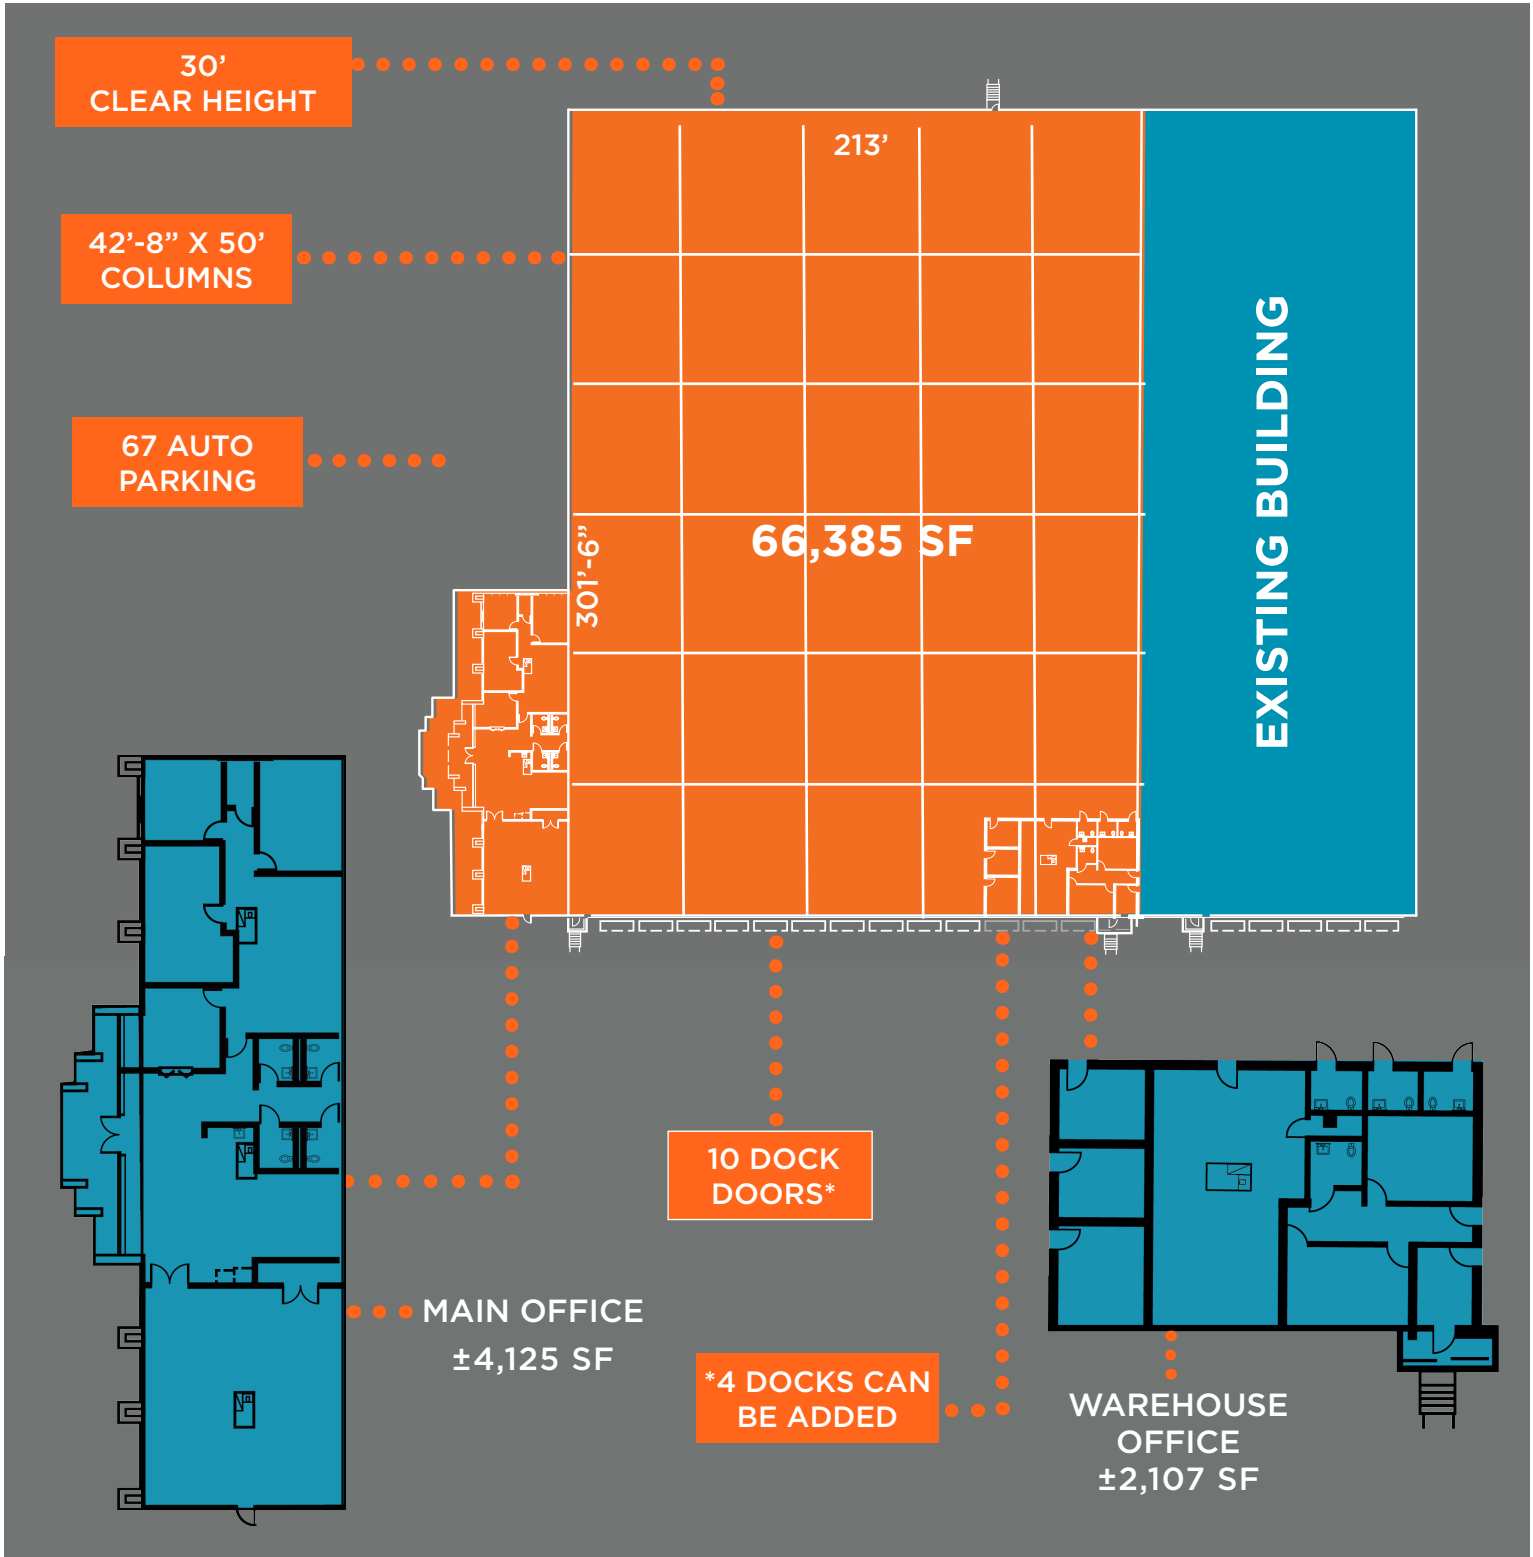 30’
CLEAR HEIGHT
213’
42’-8” X 50’
COLUMNS
EXISTING BUILDING
67 AUTO
PARKING
66,385 SF
301’-6”
10 DOCK
DOORS*
MAIN OFFICE
±4,125 SF
*4 DOCKS CAN
BE ADDED
WAREHOUSE
OFFICE
±2,107 SF